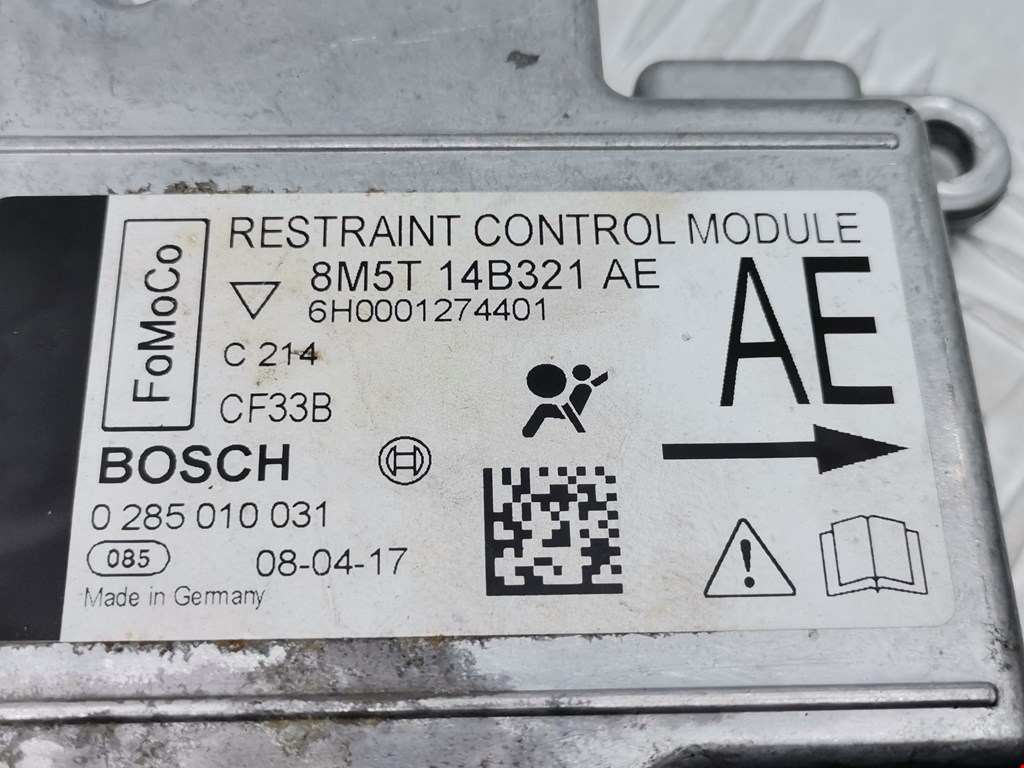 FoMoCo
RESTRAINT CONTROL MODULE
8M5T 14B321 AE
6H0001274401
AE
C 214
CF33B
BOSCH
0 285 010 031
085
08-04-17
Made in Germany